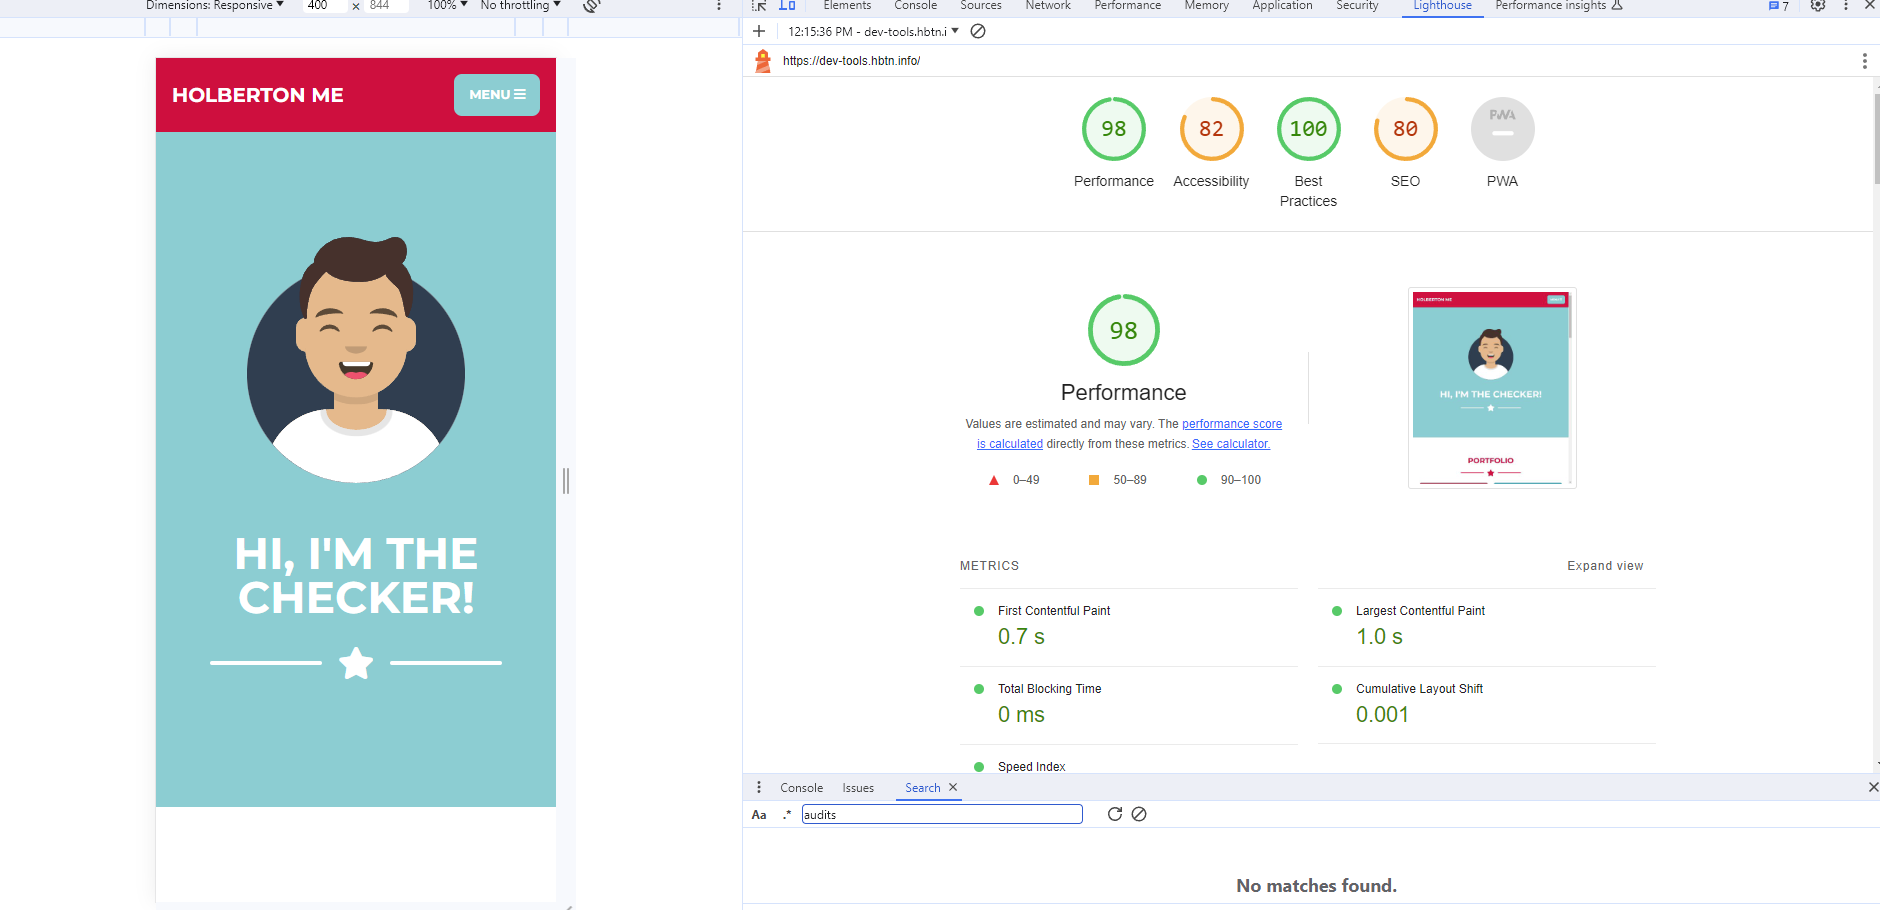 Dimensions: Responsive 400 × 844 100% No throttling
Elements Console Sources Network Performance Memory Application Security Lighthouse Performance insights 7
12:15:36 PM - dev-tools.hbtn.i
https://dev-tools.hbtn.info/
HOLBERTON ME
MENU
HI, I'M THE
CHECKER!
98 82 100 80 PWA
Performance Accessibility Best Practices SEO PWA
98
Performance
Values are estimated and may vary. The performance score
is calculated directly from these metrics. See calculator.
0–49 50–89 90–100
HOLBERTON ME
HI, I'M THE CHECKER!
PORTFOLIO
METRICS
Expand view
First Contentful Paint
0.7 s
Largest Contentful Paint
1.0 s
Total Blocking Time
0 ms
Cumulative Layout Shift
0.001
Speed Index
Console Issues Search
Aa .* audits
No matches found.